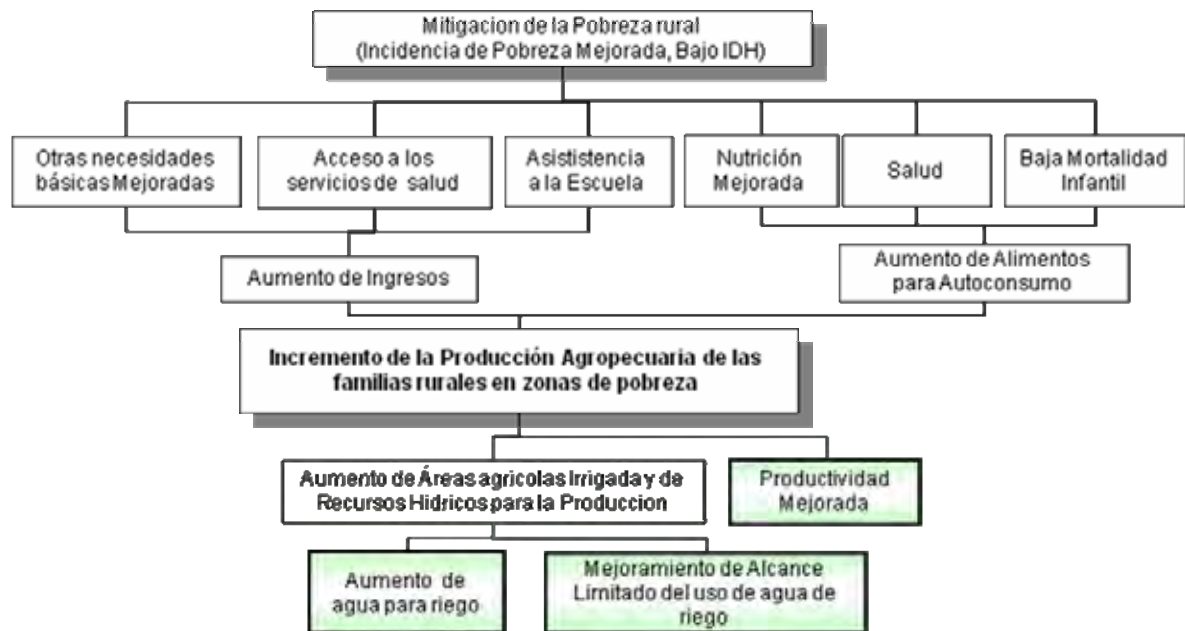 Mitigacion de la Pobreza rural
(Incidencia de Pobreza Mejorada, Bajo IDH)
Otras necesidades
básicas Mejoradas
Acceso a los
servicios de salud
Asististencia
a la Escuela
Nutrición
Mejorada
Salud
Baja Mortalidad
Infantil
Aumento de Ingresos
Aumento de Alimentos
para Autoconsumo
Incremento de la Producción Agropecuaria de las
familias rurales en zonas de pobreza
Aumento de Áreas agricolas Irrigada y de
Recursos Hídricos para la Produccion
Productividad
Mejorada
Aumento de
agua para riego
Mejoramiento de Alcance
Limitado del uso de agua de
riego